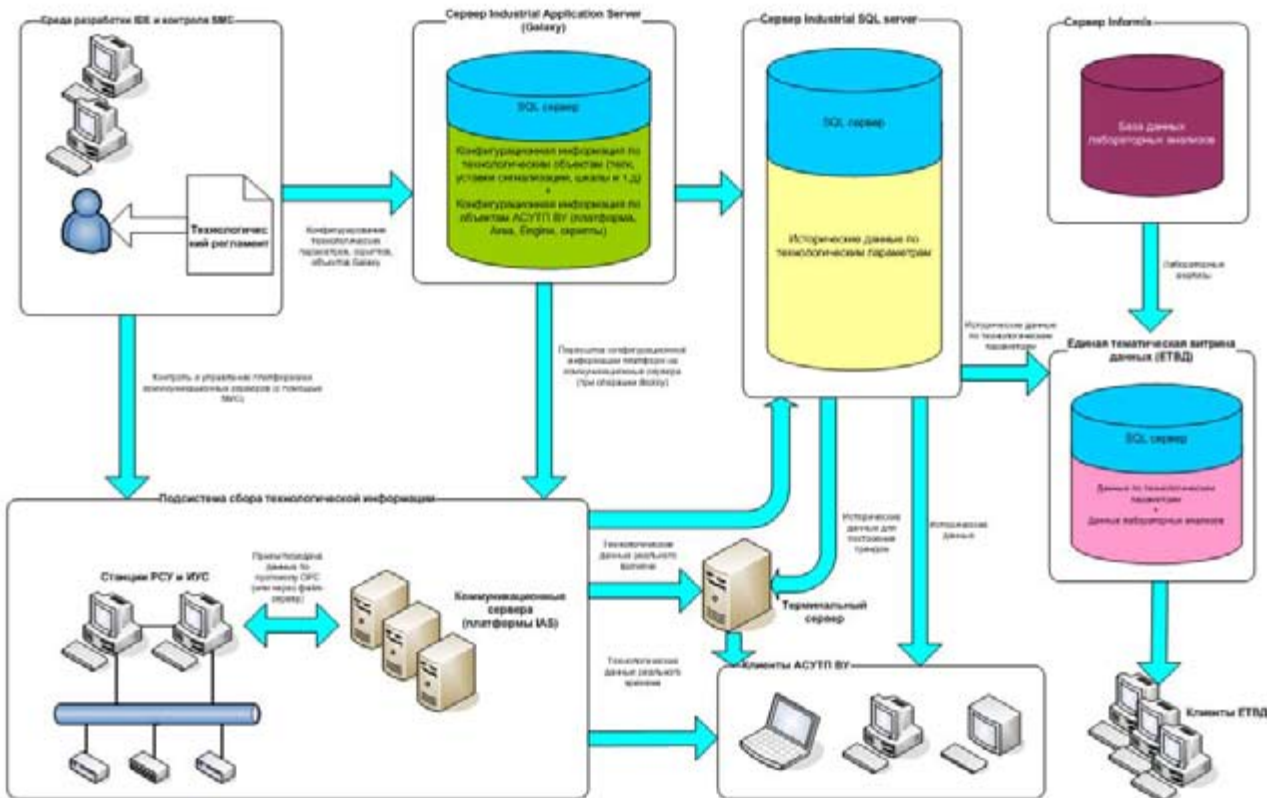 Среда разработки IDE и контроля SMC
Технологичес
кий регламент
Конфигурирование
технологических
параметров, скриптов,
объектов Galaxy
Контроль и управление платформами
коммуникационных серверов (с помощью
SMC)
Сервер Industrial Application Server
(Galaxy)
SQL сервер
Конфигурационная информация по
технологическим объектам (теги,
уставки сигнализации, шкалы и т.д)
+
Конфигурационная информация по
объектам АСУТП ВУ (платформа,
Area, Engine, скрипты)
Пересылка конфигурационной
информации платформ на
коммуникационные сервера
(при операции Deploy)
Сервер Industrial SQL server
SQL сервер
Исторические данные по
технологическим параметрам
Исторические данные
по технологическим
параметрам
Сервер Informix
База данных
лабораторных анализов
Лабораторные
анализы
Единая тематическая витрина
данных (ЕТВД)
SQL сервер
Данные по технологическим
параметрам
+
Данные лабораторных анализов
Клиенты ЕТВД
Подсистема сбора технологической информации
Станции РСУ и ИУС
Прием/передача
данных по
протоколу OPC
(или через файл-
сервер)
Коммуникационные
сервера
(платформы IAS)
Технологические
данные реального
времени
Исторические
данные для
построения
трендов
Исторические
данные
Терминальный
сервер
Технологические
данные реального
времени
Клиенты АСУТП ВУ